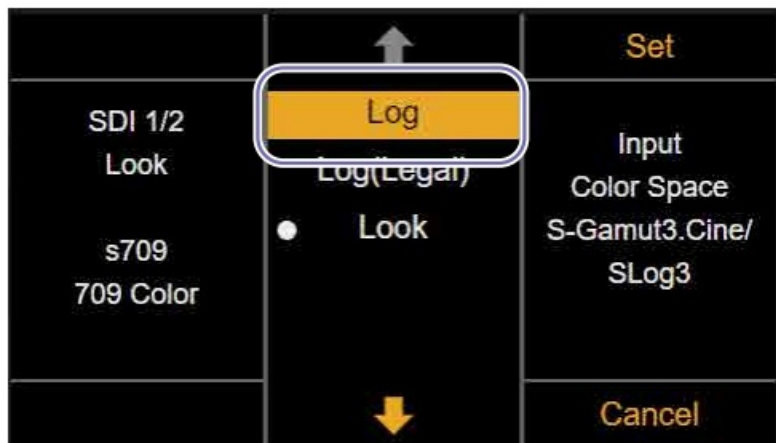 Set
SDI 1/2
Look
s709
709 Color
Log
Log(Legal)
Look
Input
Color Space
S-Gamut3.Cine/
SLog3
Cancel